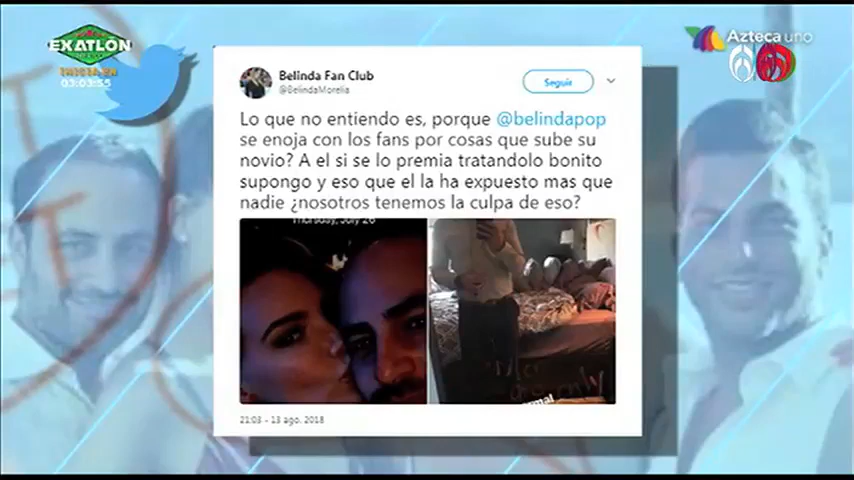 EXATLÓN
INICIA EN
03:03:55
Azteca uno
Belinda Fan Club
@BelindaMorelia
Seguir
Lo que no entiendo es, porque @belindapop
se enoja con los fans por cosas que sube su
novio? A el si se lo premia tratandolo bonito
supongo y eso que el la ha expuesto mas que
nadie ¿nosotros tenemos la culpa de eso?
Thursday, July 26
21:03 - 13 ago. 2018